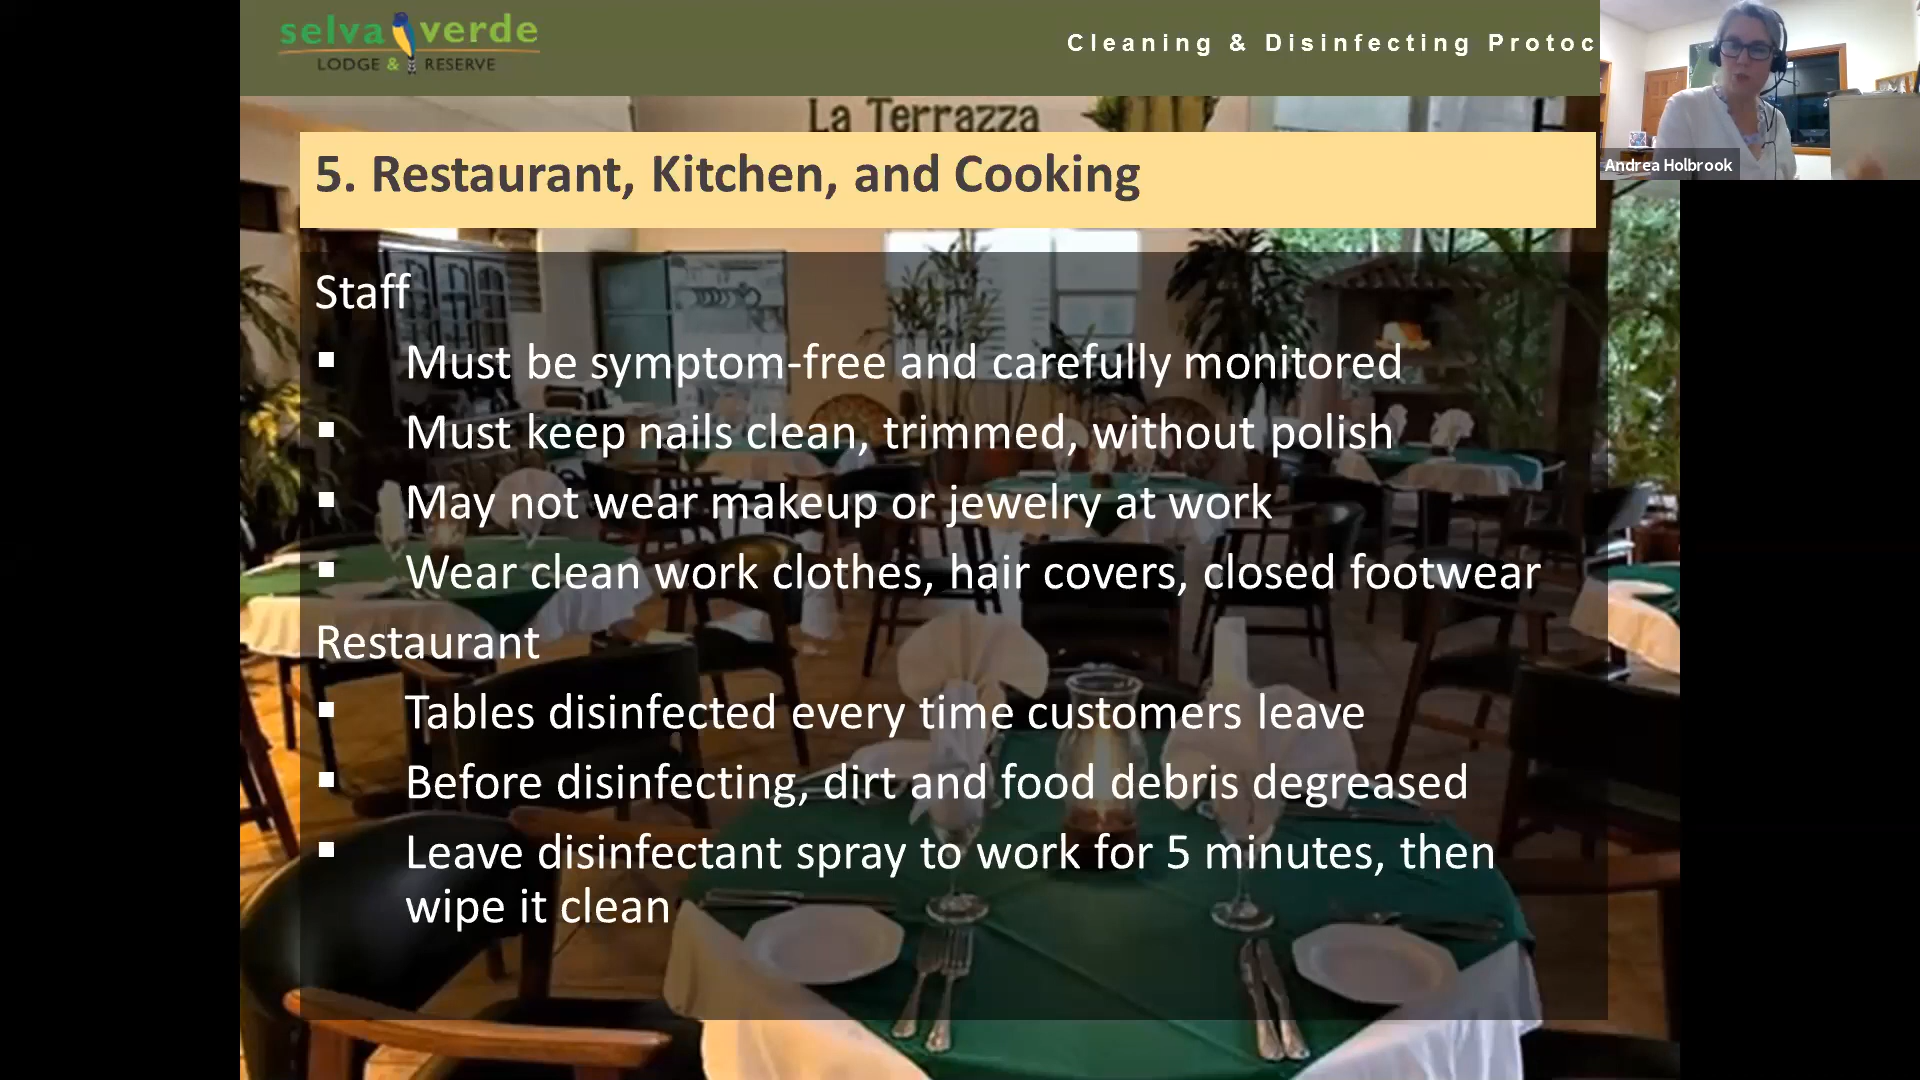 selva verde
LODGE & RESERVE
Cleaning & Disinfecting Protoc
Andrea Holbrook
La Terrazza
5. Restaurant, Kitchen, and Cooking
Staff
▪ Must be symptom-free and carefully monitored
▪ Must keep nails clean, trimmed, without polish
▪ May not wear makeup or jewelry at work
▪ Wear clean work clothes, hair covers, closed footwear
Restaurant
▪ Tables disinfected every time customers leave
▪ Before disinfecting, dirt and food debris degreased
▪ Leave disinfectant spray to work for 5 minutes, then
wipe it clean